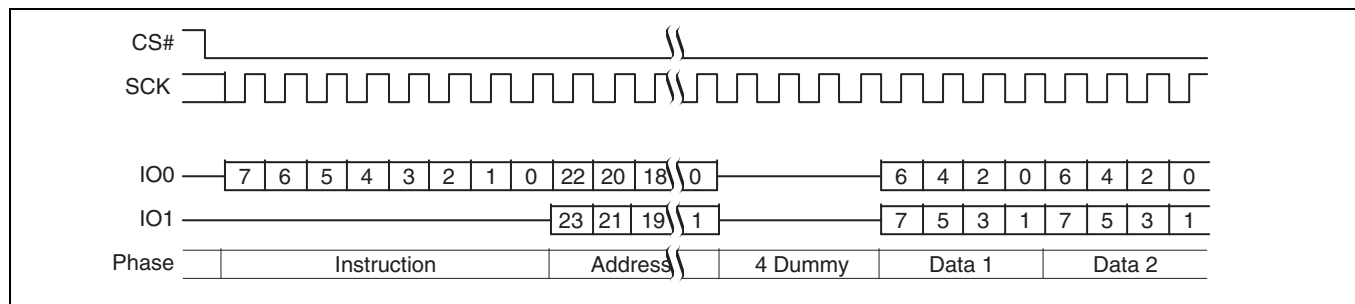 CS#
SCK
IO0 7 6 5 4 3 2 1 0 22 20 18 0 6 4 2 0 6 4 2 0
IO1 23 21 19 1 7 5 3 1 7 5 3 1
Phase Instruction Address 4 Dummy Data 1 Data 2